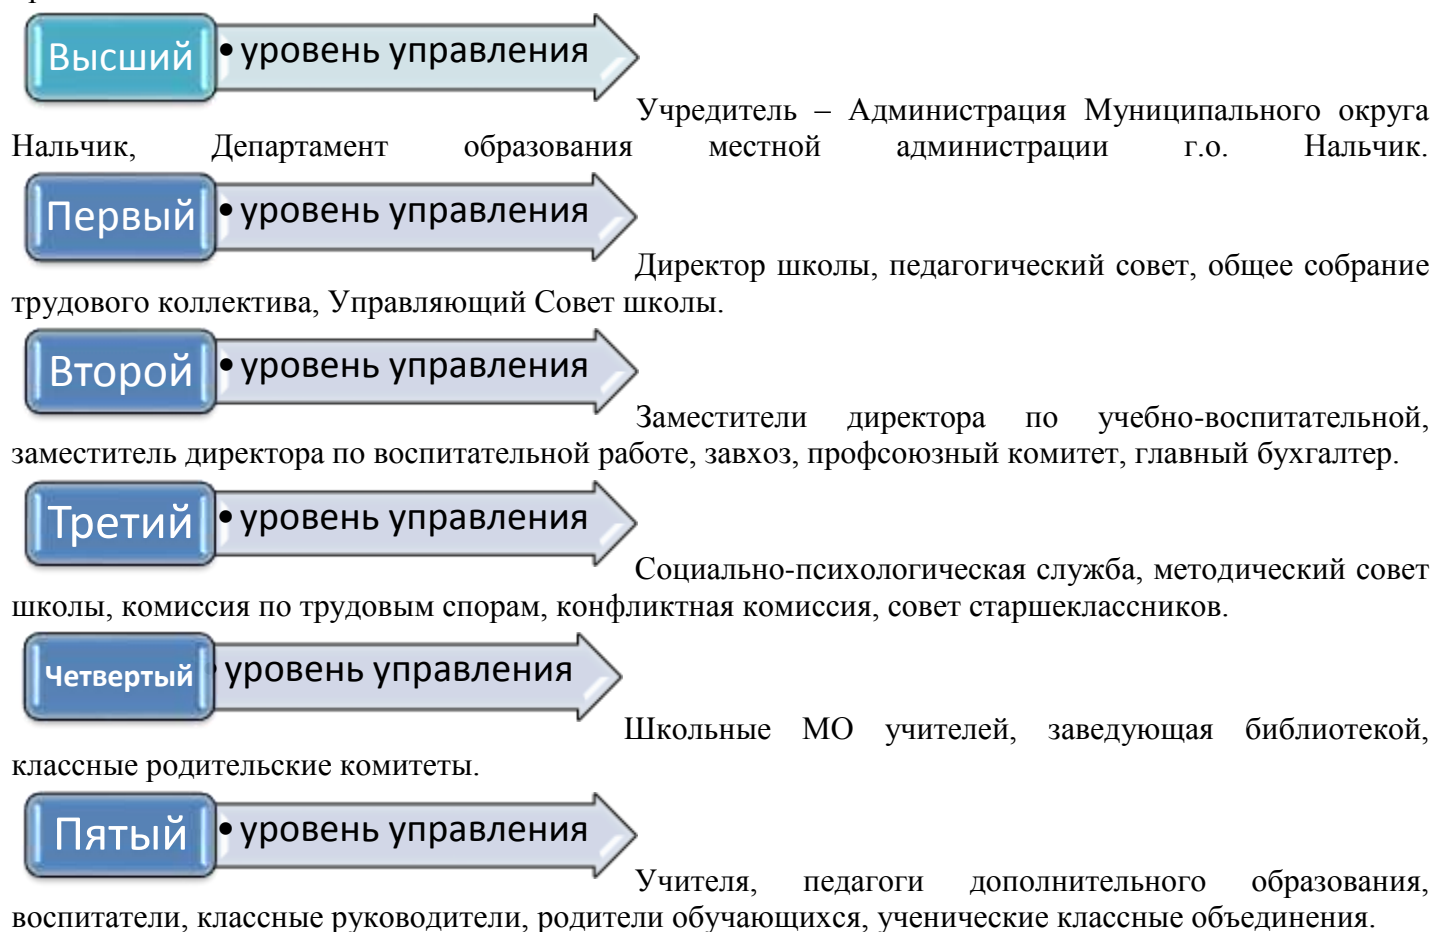 Высший • уровень управления
Учредитель – Администрация Муниципального округа
Нальчик, Департамент образования местной администрации г.о. Нальчик.
Первый • уровень управления
Директор школы, педагогический совет, общее собрание
трудового коллектива, Управляющий Совет школы.
Второй • уровень управления
Заместители директора по учебно-воспитательной,
заместитель директора по воспитательной работе, завхоз, профсоюзный комитет, главный бухгалтер.
Третий • уровень управления
Социально-психологическая служба, методический совет
школы, комиссия по трудовым спорам, конфликтная комиссия, совет старшеклассников.
Четвертый • уровень управления
Школьные МО учителей, заведующая библиотекой,
классные родительские комитеты.
Пятый • уровень управления
Учителя, педагоги дополнительного образования,
воспитатели, классные руководители, родители обучающихся, ученические классные объединения.